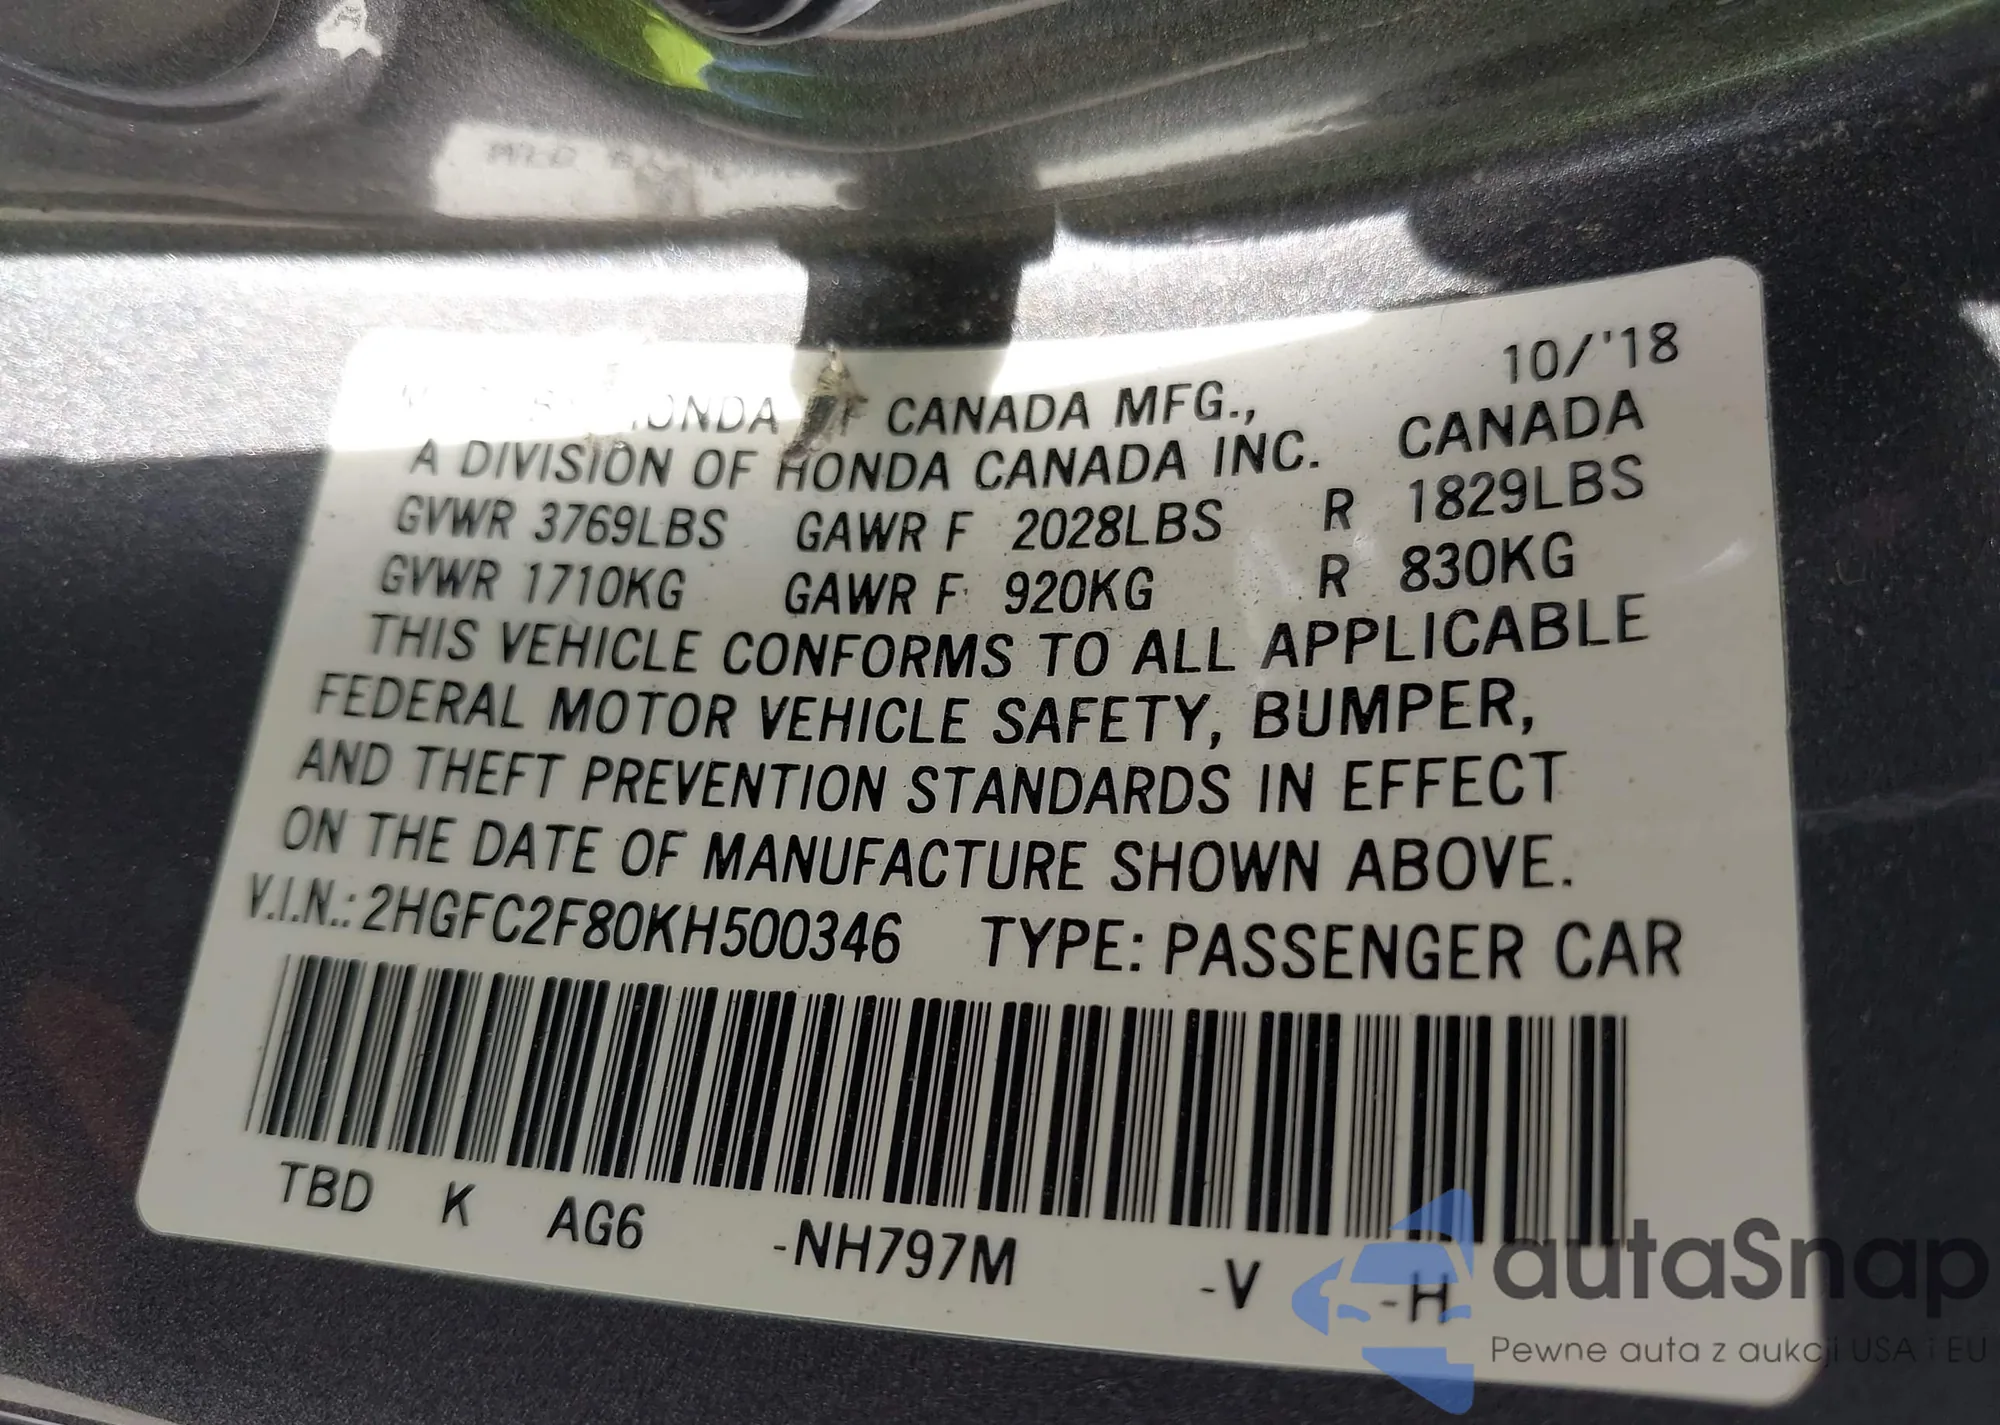 10/'18
HONDA OF CANADA MFG.,
A DIVISION OF HONDA CANADA INC. CANADA
GVWR 3769LBS GAWR F 2028LBS R 1829LBS
GVWR 1710KG GAWR F 920KG R 830KG
THIS VEHICLE CONFORMS TO ALL APPLICABLE
FEDERAL MOTOR VEHICLE SAFETY, BUMPER,
AND THEFT PREVENTION STANDARDS IN EFFECT
ON THE DATE OF MANUFACTURE SHOWN ABOVE.
V.I.N.: 2HGFC2F80KH500346 TYPE: PASSENGER CAR
TBD K AG6 -NH797M -V -H
autaSnap
Pewne auta z aukcji USA i EU